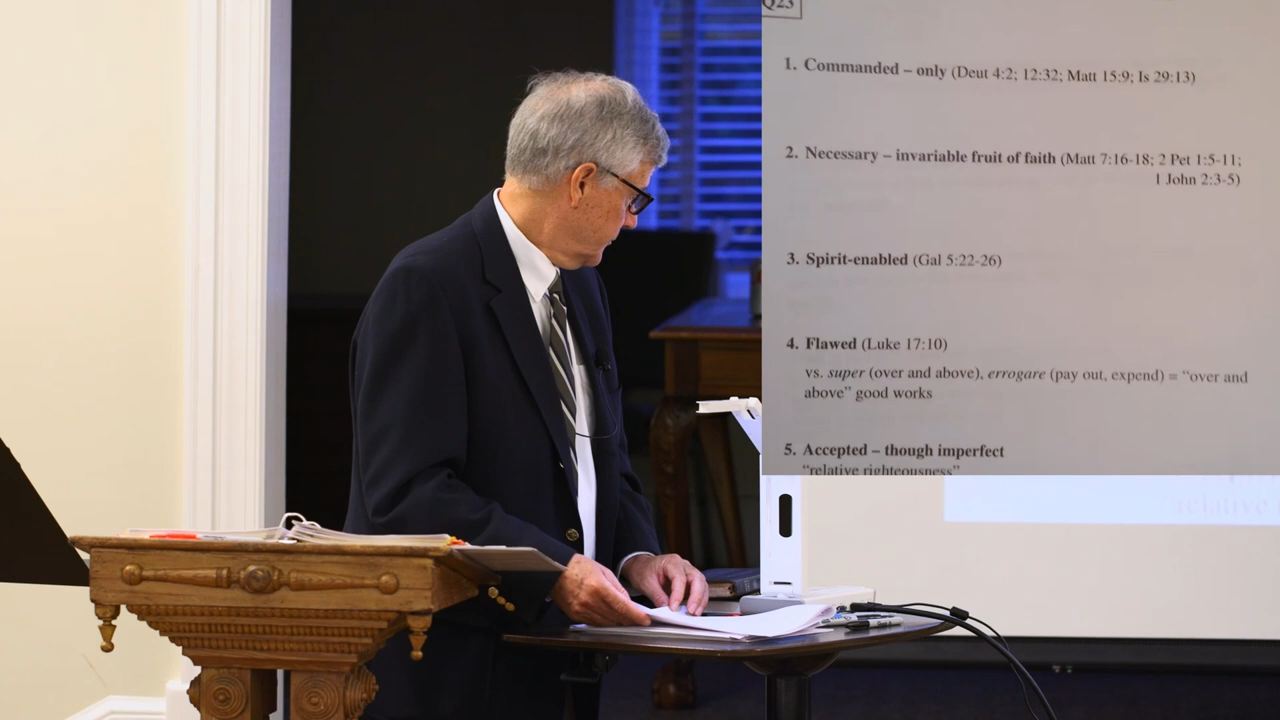 Q23
1. Commanded – only (Deut 4:2; 12:32; Matt 15:9; Is 29:13)
2. Necessary – invariable fruit of faith (Matt 7:16-18; 2 Pet 1:5-11;
1 John 2:3-5)
3. Spirit-enabled (Gal 5:22-26)
4. Flawed (Luke 17:10)
vs. super (over and above), errogare (pay out, expend) = “over and
above” good works
5. Accepted – though imperfect
“relative righteousness”
relative